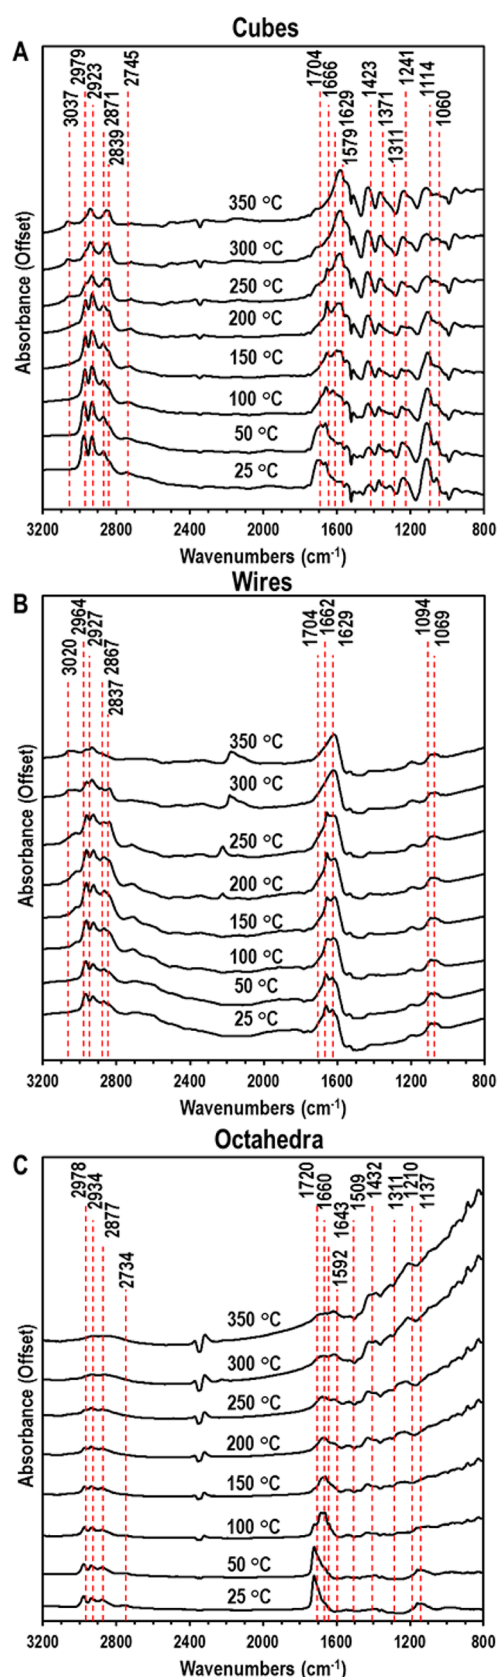 Cubes
A
3037
2979
2923
2871
2839
2745
1704
1666
1629
1579
1423
1371
1311
1241
1114
1060
350 °C
300 °C
250 °C
200 °C
150 °C
100 °C
50 °C
25 °C
Absorbance (Offset)
3200 2800 2400 2000 1600 1200 800
Wavenumbers (cm-1)
Wires
B
3020
2964
2927
2867
2837
1704
1662
1629
1094
1069
350 °C
300 °C
250 °C
200 °C
150 °C
100 °C
50 °C
25 °C
Absorbance (Offset)
3200 2800 2400 2000 1600 1200 800
Wavenumbers (cm-1)
Octahedra
C
2978
2934
2877
2734
1720
1660
1643
1592
1509
1432
1311
1210
1137
350 °C
300 °C
250 °C
200 °C
150 °C
100 °C
50 °C
25 °C
Absorbance (Offset)
3200 2800 2400 2000 1600 1200 800
Wavenumbers (cm-1)